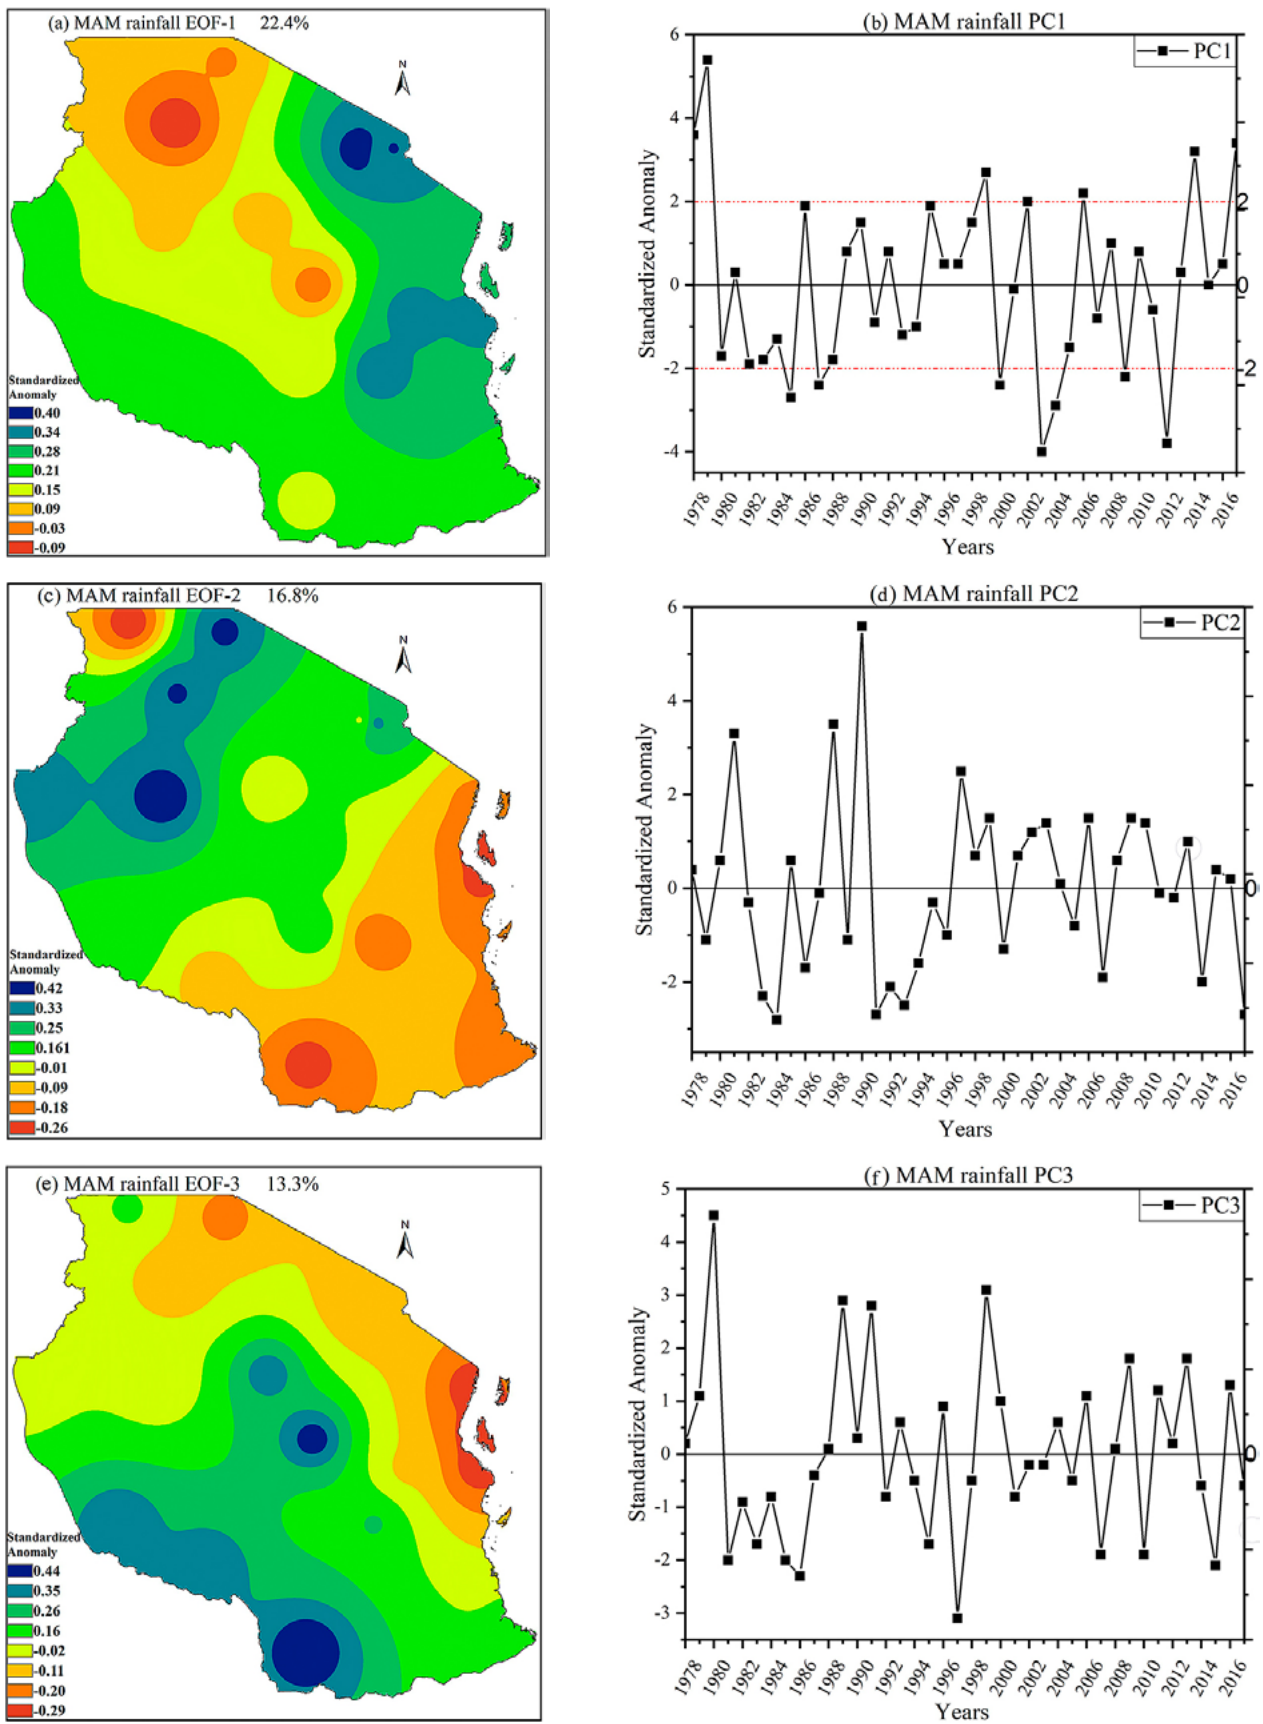 (a) MAM rainfall EOF-1 22.4%
N
Standardized
Anomaly
0.40
0.34
0.28
0.21
0.15
0.09
-0.03
-0.09
(b) MAM rainfall PC1
PC1
6
4
2
0
-2
-4
2
0
2
Standardized Anomaly
1978 1980 1982 1984 1986 1988 1990 1992 1994 1996 1998 2000 2002 2004 2006 2008 2010 2012 2014 2016
Years
(c) MAM rainfall EOF-2 16.8%
N
Standardized
Anomaly
0.42
0.33
0.25
0.161
-0.01
-0.09
-0.18
-0.26
(d) MAM rainfall PC2
PC2
6
4
2
0
-2
0
Standardized Anomaly
1978 1980 1982 1984 1986 1988 1990 1992 1994 1996 1998 2000 2002 2004 2006 2008 2010 2012 2014 2016
Years
(e) MAM rainfall EOF-3 13.3%
N
Standardized
Anomaly
0.44
0.35
0.26
0.16
-0.02
-0.11
-0.20
-0.29
(f) MAM rainfall PC3
PC3
5
4
3
2
1
0
-1
-2
-3
0
Standardized Anomaly
1978 1980 1982 1984 1986 1988 1990 1992 1994 1996 1998 2000 2002 2004 2006 2008 2010 2012 2014 2016
Years